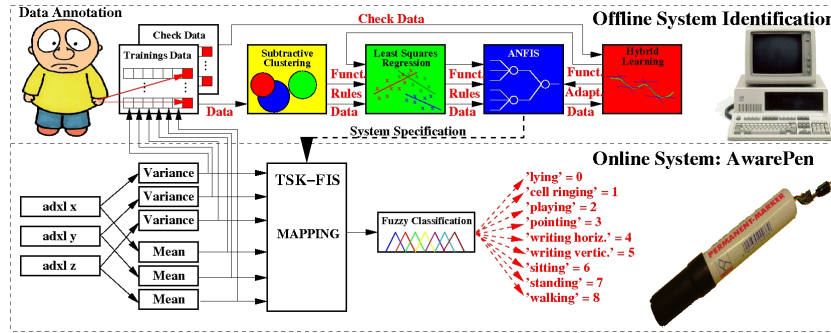 Data Annotation
Offline System Identification
Check Data
Trainings Data
Check Data
Data
Subtractive
Clustering
Funct.
Rules
Data
Least Squares
Regression
Funct.
Rules
Data
ANFIS
Funct.
Adapt.
Data
Hybrid
Learning
System Specification
Online System: AwarePen
adxl x
adxl y
adxl z
Variance
Variance
Variance
Mean
Mean
Mean
TSK-FIS
MAPPING
Fuzzy Classification
'lying' = 0
'cell ringing' = 1
'playing' = 2
'pointing' = 3
'writing horiz.' = 4
'writing vertic.' = 5
'sitting' = 6
'standing' = 7
'walking' = 8
PERMANENT-MARKER